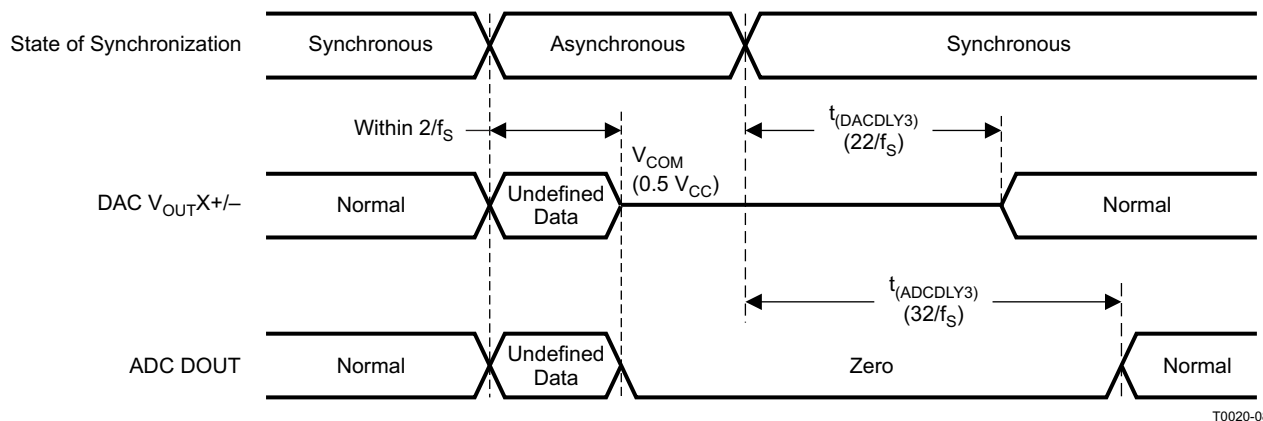 State of Synchronization
Synchronous
Asynchronous
Synchronous
Within 2/fS
t(DACDLY3)
(22/fS)
VCOM
(0.5 VCC)
DAC VOUTX+/–
Normal
Undefined
Data
Normal
t(ADCDLY3)
(32/fS)
ADC DOUT
Normal
Undefined
Data
Zero
Normal